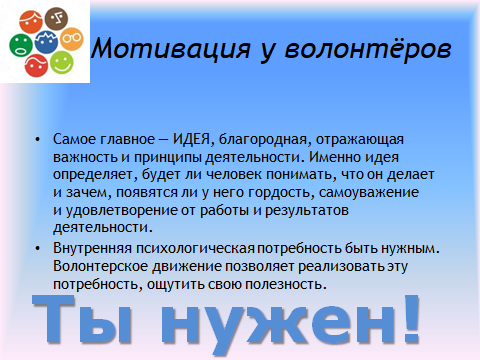 Мотивация у волонтёров
• Самое главное — ИДЕЯ, благородная, отражающая
важность и принципы деятельности. Именно идея
определяет, будет ли человек понимать, что он делает
и зачем, появятся ли у него гордость, самоуважение
и удовлетворение от работы и результатов
деятельности.
• Внутренняя психологическая потребность быть нужным.
Волонтерское движение позволяет реализовать эту
потребность, ощутить свою полезность.
Ты нужен!